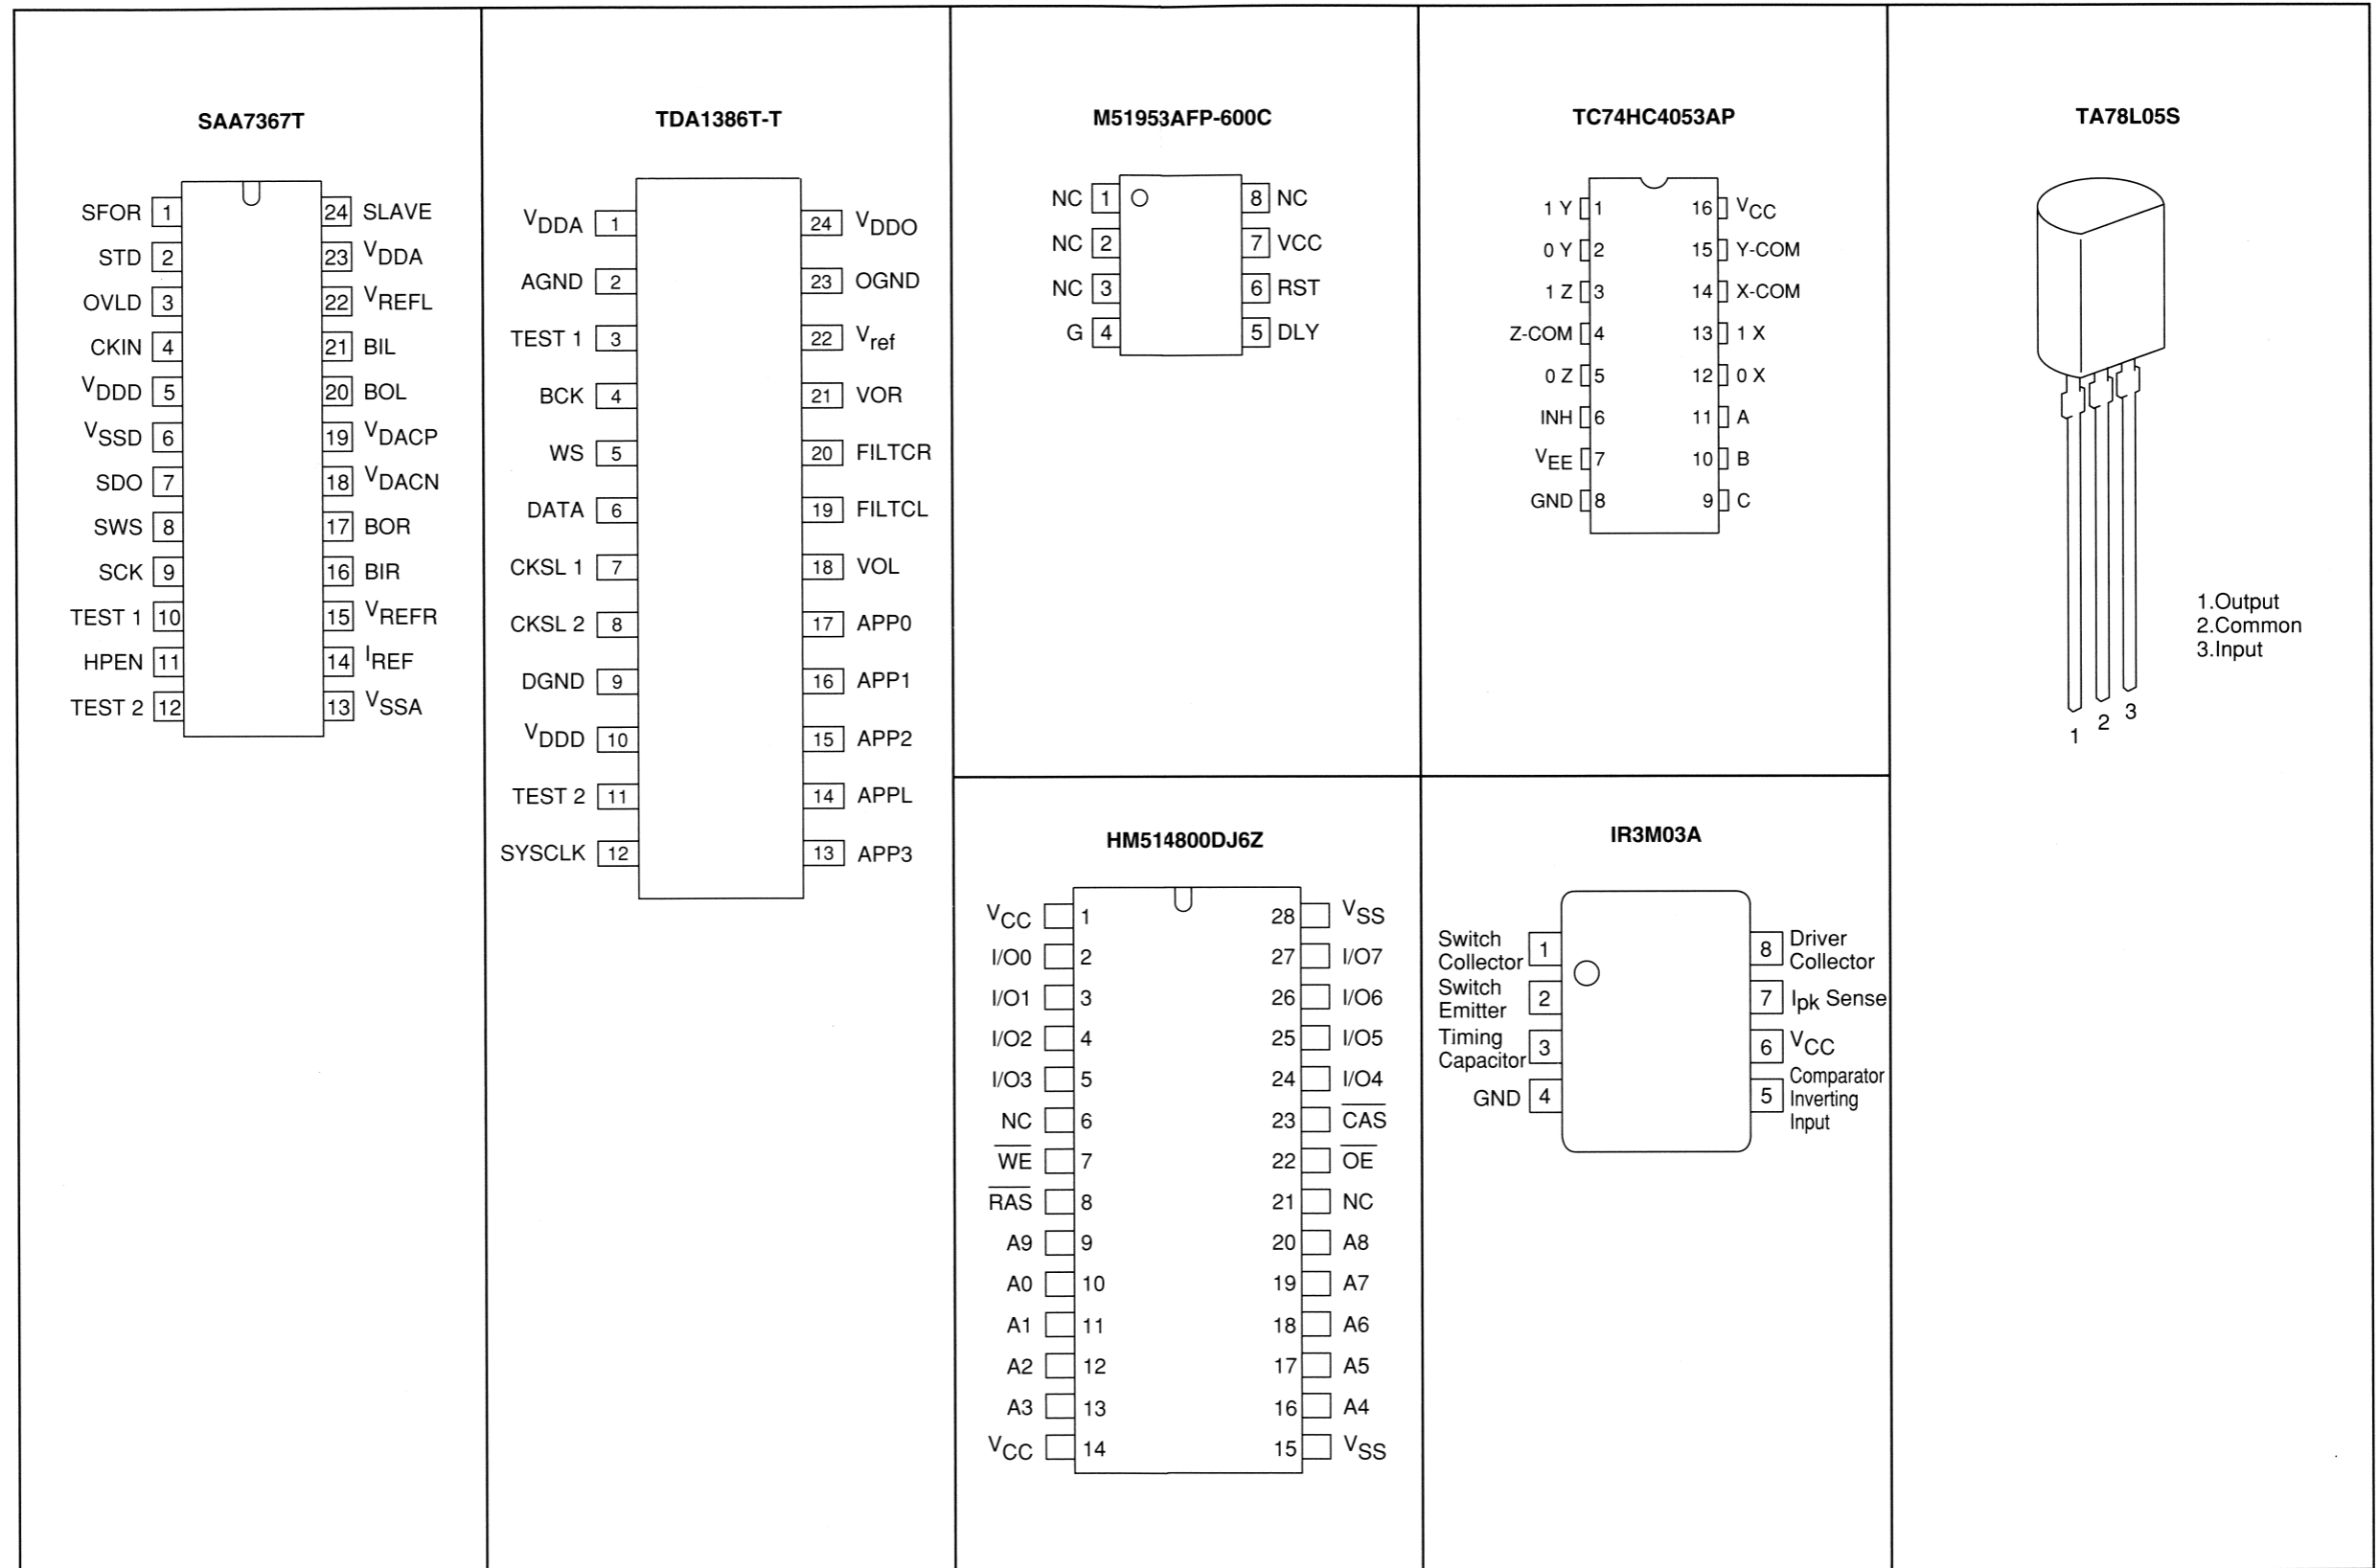 SAA7367T
SFOR 1 24 SLAVE
STD 2 23 VDDA
OVLD 3 22 VREFL
CKIN 4 21 BIL
VDDD 5 20 BOL
VSSD 6 19 VDACP
SDO 7 18 VDACN
SWS 8 17 BOR
SCK 9 16 BIR
TEST 1 10 15 VREFR
HPEN 11 14 IREF
TEST 2 12 13 VSSA
TDA1386T-T
VDDA 1 24 VDDO
AGND 2 23 OGND
TEST 1 3 22 Vref
BCK 4 21 VOR
WS 5 20 FILTCR
DATA 6 19 FILTCL
CKSL 1 7 18 VOL
CKSL 2 8 17 APP0
DGND 9 16 APP1
VDDD 10 15 APP2
TEST 2 11 14 APPL
SYSCLK 12 13 APP3
M51953AFP-600C
NC 1 8 NC
NC 2 7 VCC
NC 3 6 RST
G 4 5 DLY
TC74HC4053AP
1 Y 1 16 VCC
0 Y 2 15 Y-COM
1 Z 3 14 X-COM
Z-COM 4 13 1 X
0 Z 5 12 0 X
INH 6 11 A
VEE 7 10 B
GND 8 9 C
TA78L05S
1.Output
2.Common
3.Input
1 2 3
HM514800DJ6Z
VCC 1 28 VSS
I/O0 2 27 I/O7
I/O1 3 26 I/O6
I/O2 4 25 I/O5
I/O3 5 24 I/O4
NC 6 23 CAS
WE 7 22 OE
RAS 8 21 NC
A9 9 20 A8
A0 10 19 A7
A1 11 18 A6
A2 12 17 A5
A3 13 16 A4
VCC 14 15 VSS
IR3M03A
Switch
Collector 1 8 Driver
Collector
Switch
Emitter 2 7 Ipk Sense
Timing
Capacitor 3 6 VCC
GND 4 5 Comparator
Inverting
Input